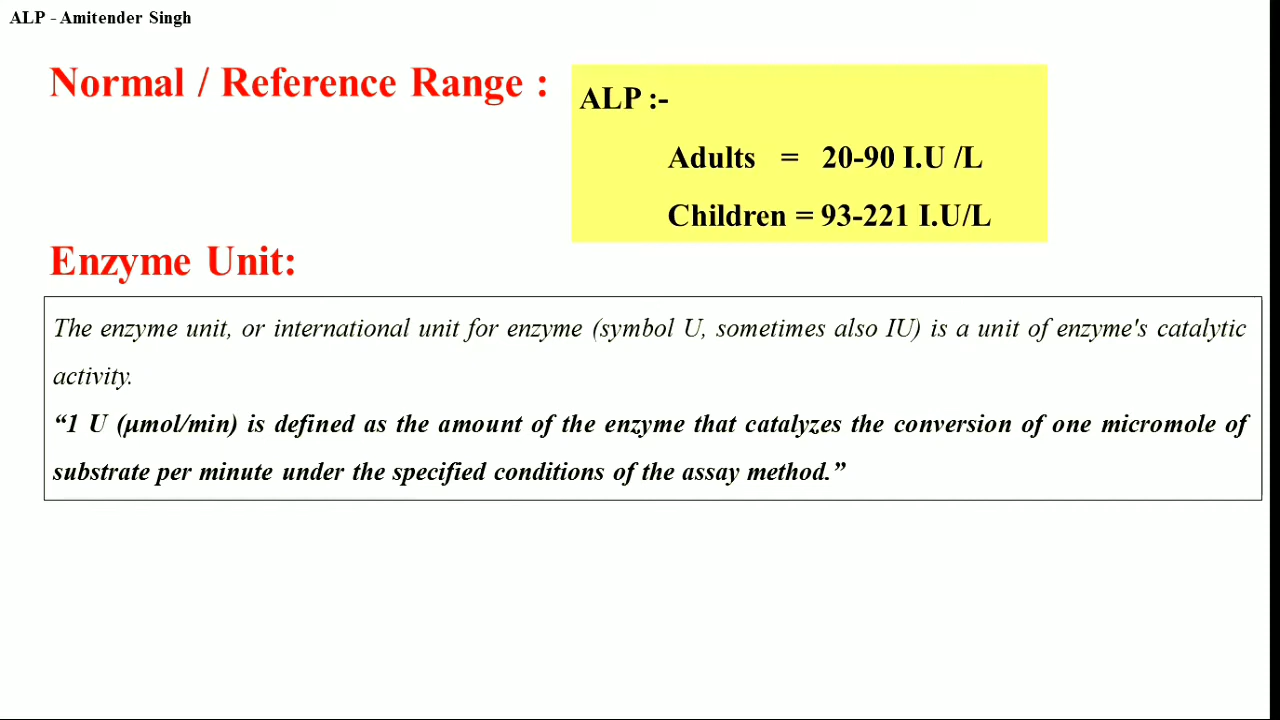 ALP - Amitender Singh
Normal / Reference Range :
ALP :-
Adults = 20-90 I.U /L
Children = 93-221 I.U/L
Enzyme Unit:
The enzyme unit, or international unit for enzyme (symbol U, sometimes also IU) is a unit of enzyme's catalytic
activity.
“1 U (μmol/min) is defined as the amount of the enzyme that catalyzes the conversion of one micromole of
substrate per minute under the specified conditions of the assay method.”